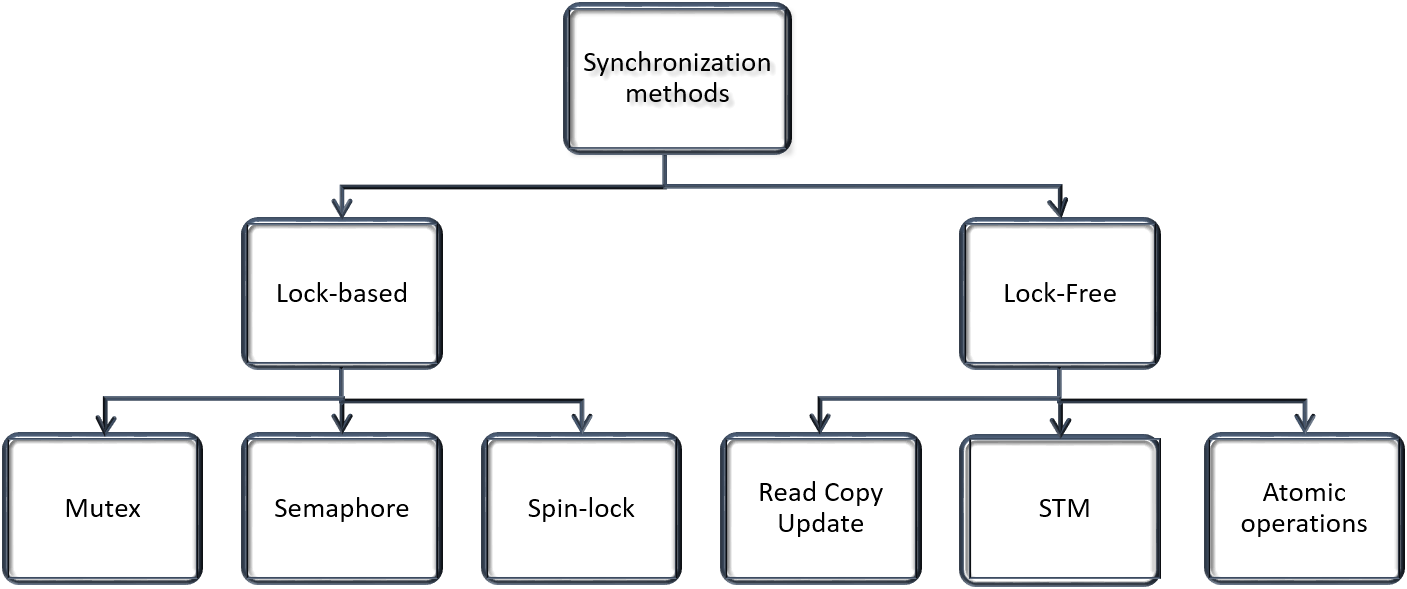 Synchronization
methods
Lock-based
Lock-Free
Mutex
Semaphore
Spin-lock
Read Copy
Update
STM
Atomic
operations